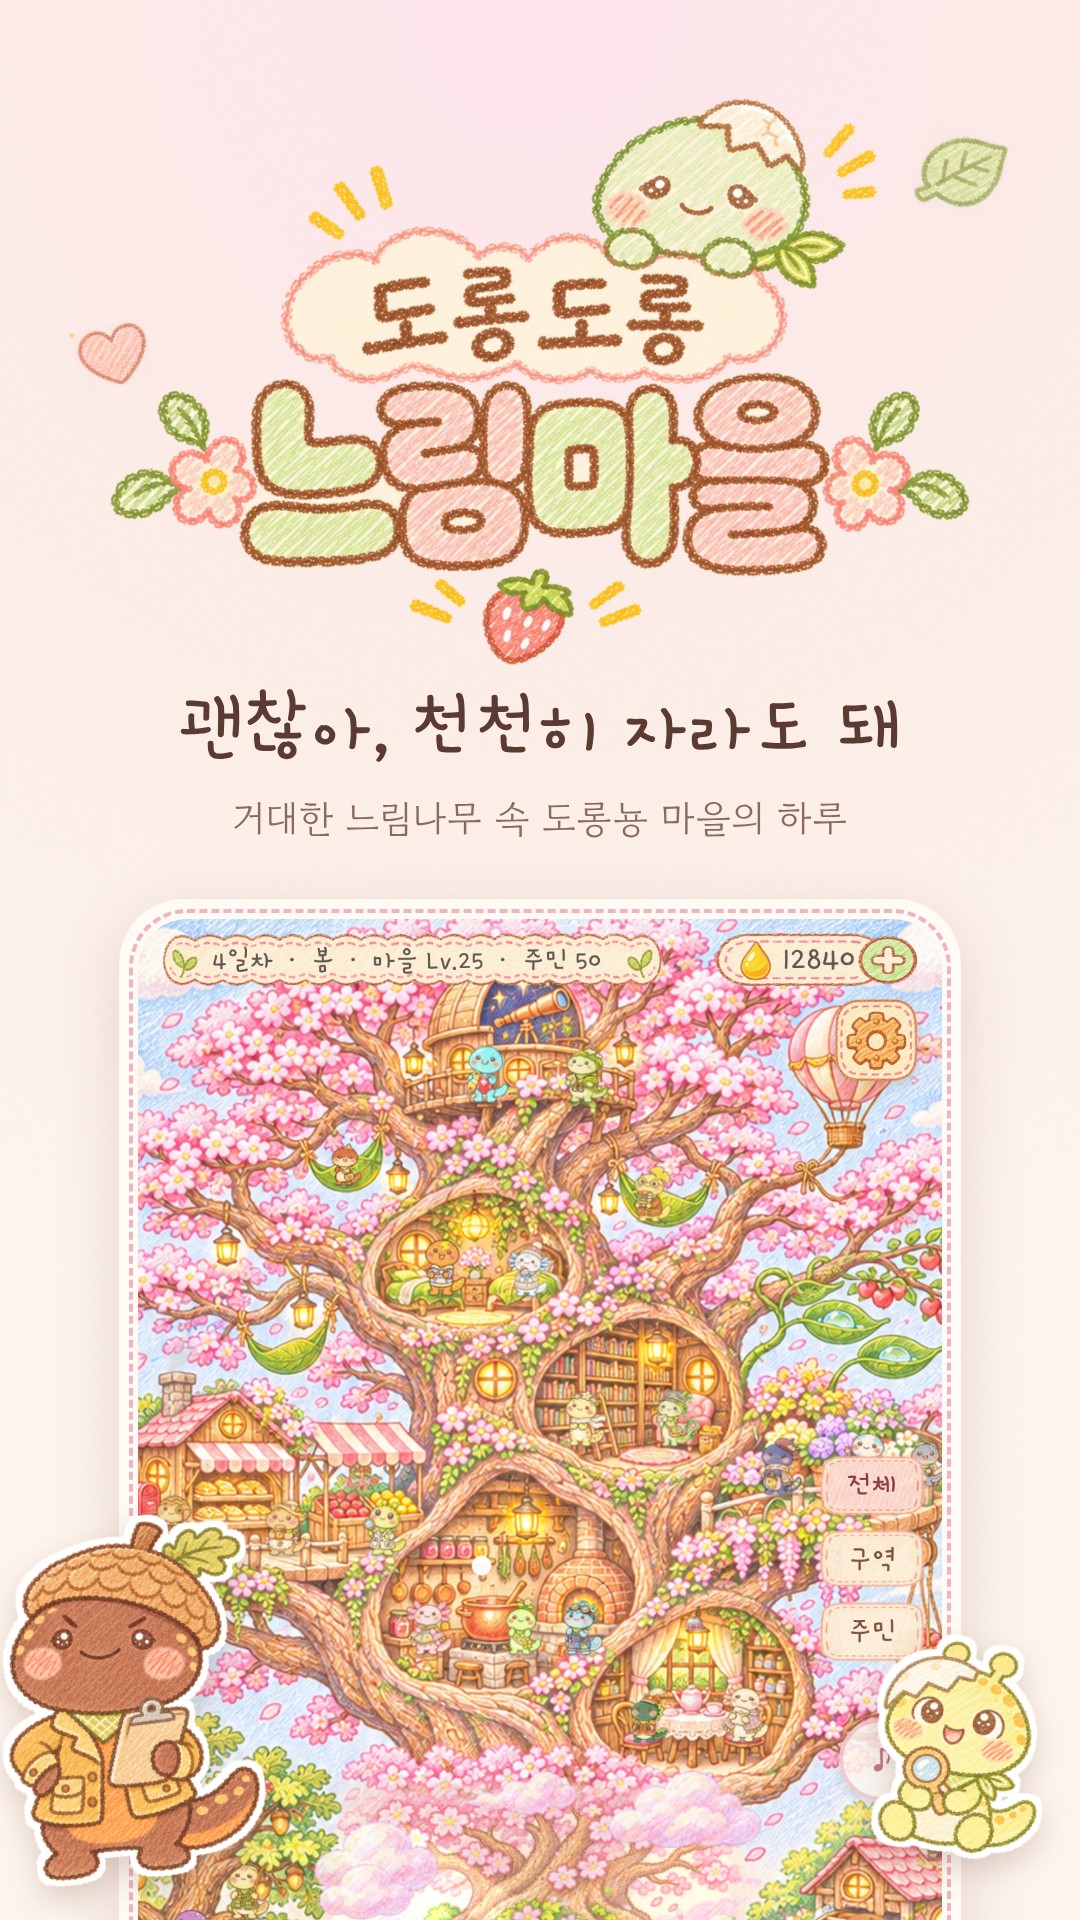 도롱도롱
느림마을
괜찮아, 천천히 자라도 돼
거대한 느림나무 속 도롱뇽 마을의 하루
4일차 · 봄 · 마을 Lv.25 · 주민 50
12840
전체
구역
주민